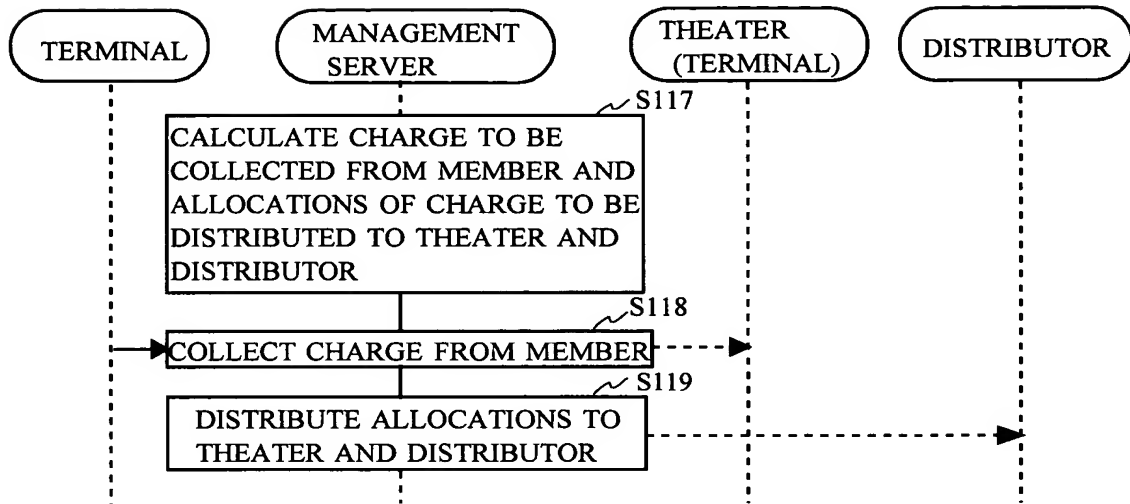 TERMINAL
MANAGEMENT
SERVER
THEATER
(TERMINAL)
DISTRIBUTOR
S117
CALCULATE CHARGE TO BE
COLLECTED FROM MEMBER AND
ALLOCATIONS OF CHARGE TO BE
DISTRIBUTED TO THEATER AND
DISTRIBUTOR
S118
COLLECT CHARGE FROM MEMBER
S119
DISTRIBUTE ALLOCATIONS TO
THEATER AND DISTRIBUTOR